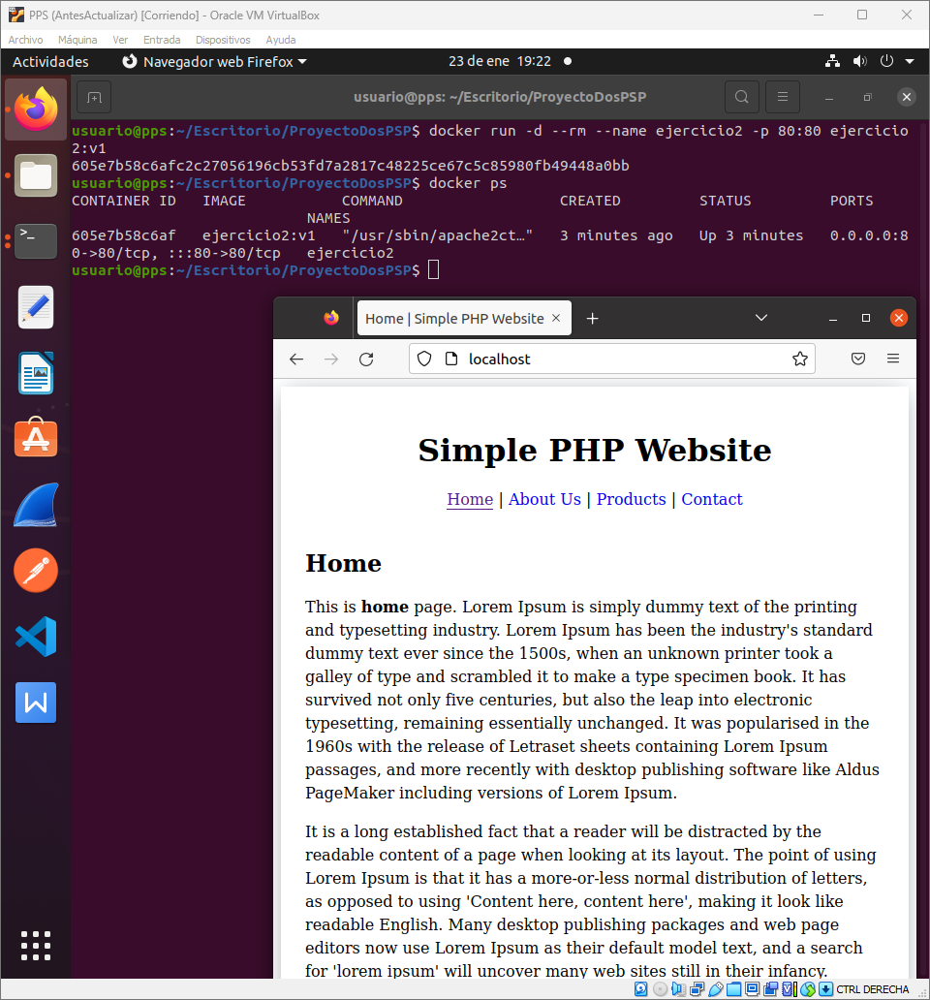 PPS (AntesActualizar) [Corriendo] - Oracle VM VirtualBox
Archivo Máquina Ver Entrada Dispositivos Ayuda
Actividades Navegador web Firefox 23 de ene 19:22
usuario@pps: ~/Escritorio/ProyectoDosPSP
usuario@pps:~/Escritorio/ProyectoDosPSP$ docker run -d --rm --name ejercicio2 -p 80:80 ejercicio
2:v1
605e7b58c6afc2c27056196cb53fd7a2817c48225ce67c5c85980fb49448a0bb
usuario@pps:~/Escritorio/ProyectoDosPSP$ docker ps
CONTAINER ID IMAGE COMMAND CREATED STATUS PORTS
NAMES
605e7b58c6af ejercicio2:v1 "/usr/sbin/apache2ct…" 3 minutes ago Up 3 minutes 0.0.0.0:8
0->80/tcp, :::80->80/tcp ejercicio2
usuario@pps:~/Escritorio/ProyectoDosPSP$
Home | Simple PHP Website
localhost
Simple PHP Website
Home | About Us | Products | Contact
Home
This is home page. Lorem Ipsum is simply dummy text of the printing
and typesetting industry. Lorem Ipsum has been the industry's standard
dummy text ever since the 1500s, when an unknown printer took a
galley of type and scrambled it to make a type specimen book. It has
survived not only five centuries, but also the leap into electronic
typesetting, remaining essentially unchanged. It was popularised in the
1960s with the release of Letraset sheets containing Lorem Ipsum
passages, and more recently with desktop publishing software like Aldus
PageMaker including versions of Lorem Ipsum.
It is a long established fact that a reader will be distracted by the
readable content of a page when looking at its layout. The point of using
Lorem Ipsum is that it has a more-or-less normal distribution of letters,
as opposed to using 'Content here, content here', making it look like
readable English. Many desktop publishing packages and web page
editors now use Lorem Ipsum as their default model text, and a search
for 'lorem ipsum' will uncover many web sites still in their infancy.
CTRL DERECHA